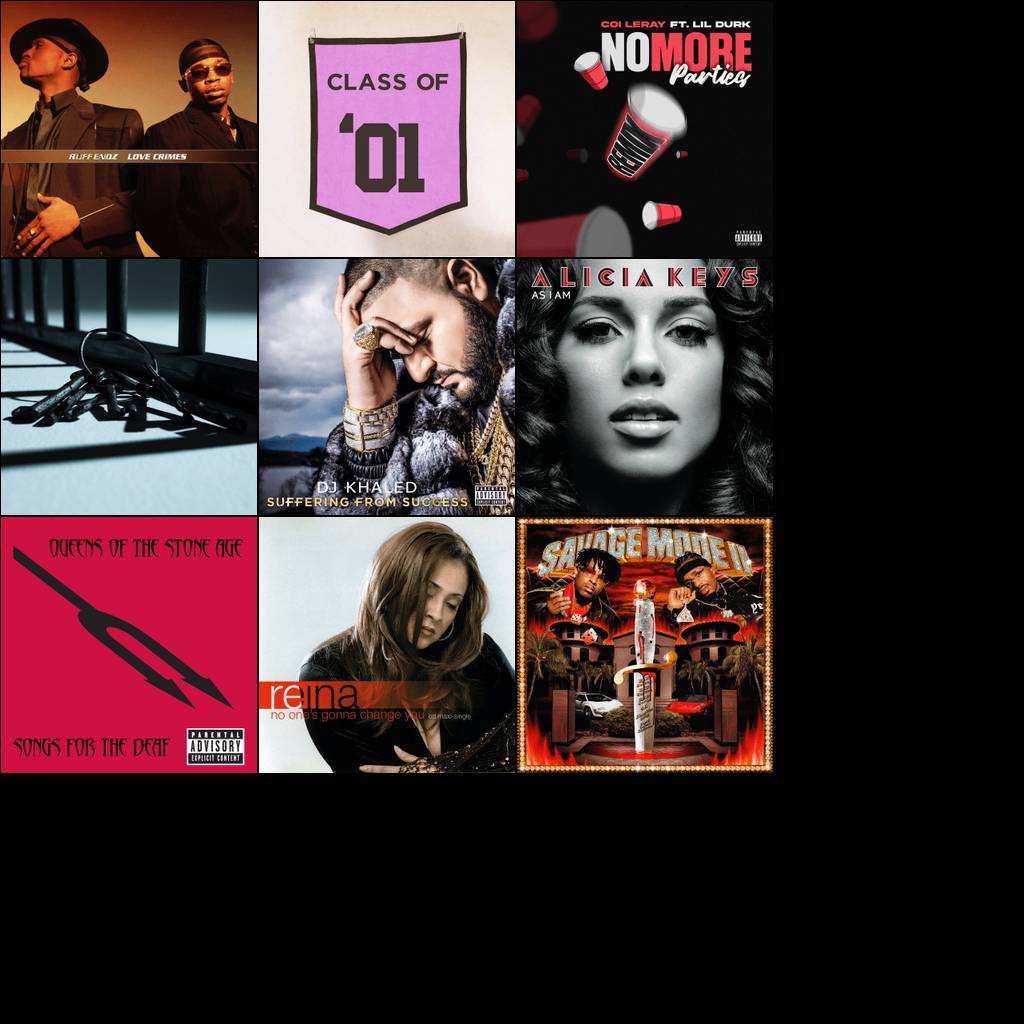 RUFF ENDZ LOVE CRIMES
CLASS OF
'01
COI LERAY FT. LIL DURK
NO MORE
Parties
PARENTAL
ADVISORY
EXPLICIT CONTENT
DJ KHALED
SUFFERING FROM SUCCESS
PARENTAL
ADVISORY
EXPLICIT CONTENT
ALICIA KEYS
AS I AM
QUEENS OF THE STONE AGE
SONGS FOR THE DEAF
PARENTAL
ADVISORY
EXPLICIT CONTENT
reina
no one's gonna change you cd maxi-single
SAVAGE MODE II